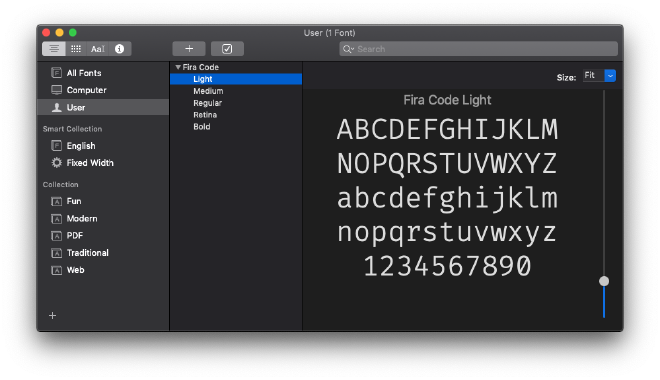 User (1 Font)
Aa
Search
All Fonts
Computer
User
Smart Collection
English
Fixed Width
Collection
Fun
Modern
PDF
Traditional
Web
Fira Code
Light
Medium
Regular
Retina
Bold
Size: Fit
Fira Code Light
ABCDEFGHIJKLM
NOPQRSTUVWXYZ
abcdefghijklm
nopqrstuvwxyz
1234567890